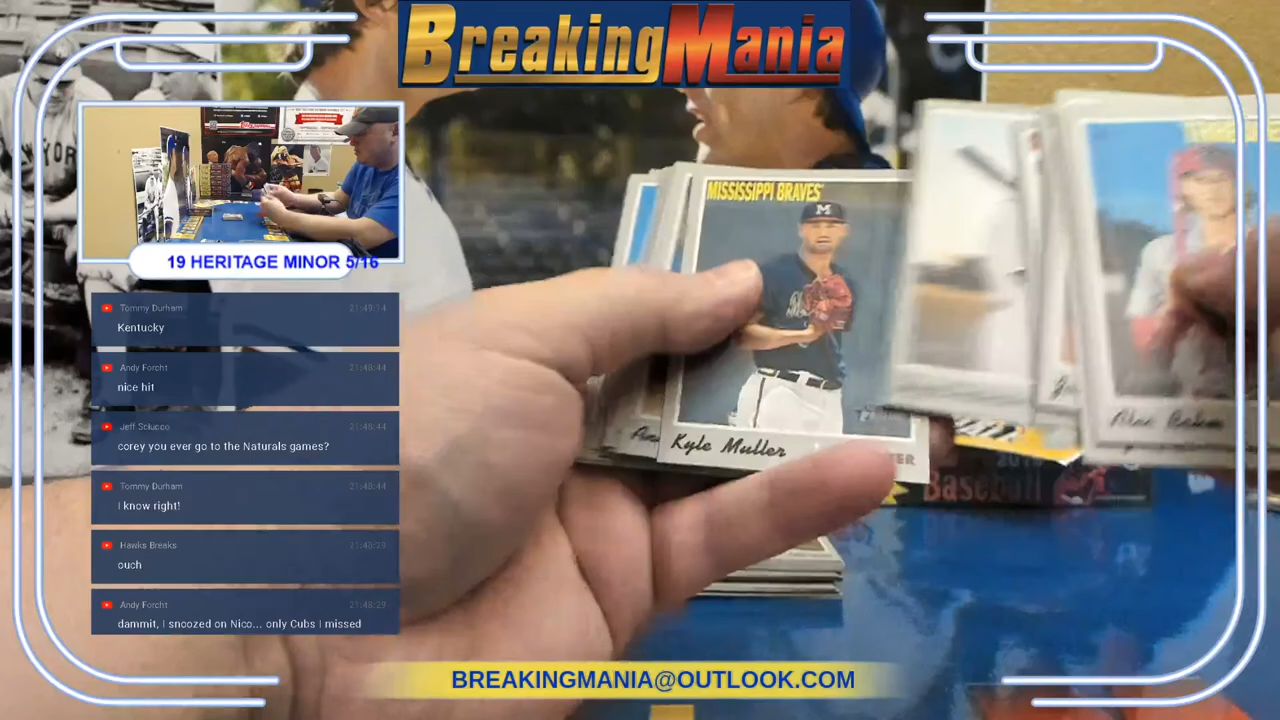 BreakingMania
YOR
19 HERITAGE MINOR 5/16
Tommy Durham 21:49:14
Kentucky
Andy Forcht 21:48:44
nice hit
Jeff Sciucco 21:48:44
corey you ever go to the Naturals games?
Tommy Durham 21:48:44
I know right!
Hawks Breaks 21:48:29
ouch
Andy Forcht 21:48:29
dammit, I snoozed on Nico... only Cubs I missed
MISSISSIPPI BRAVES
M
Kyle Muller
Baseball
BREAKINGMANIA@OUTLOOK.COM